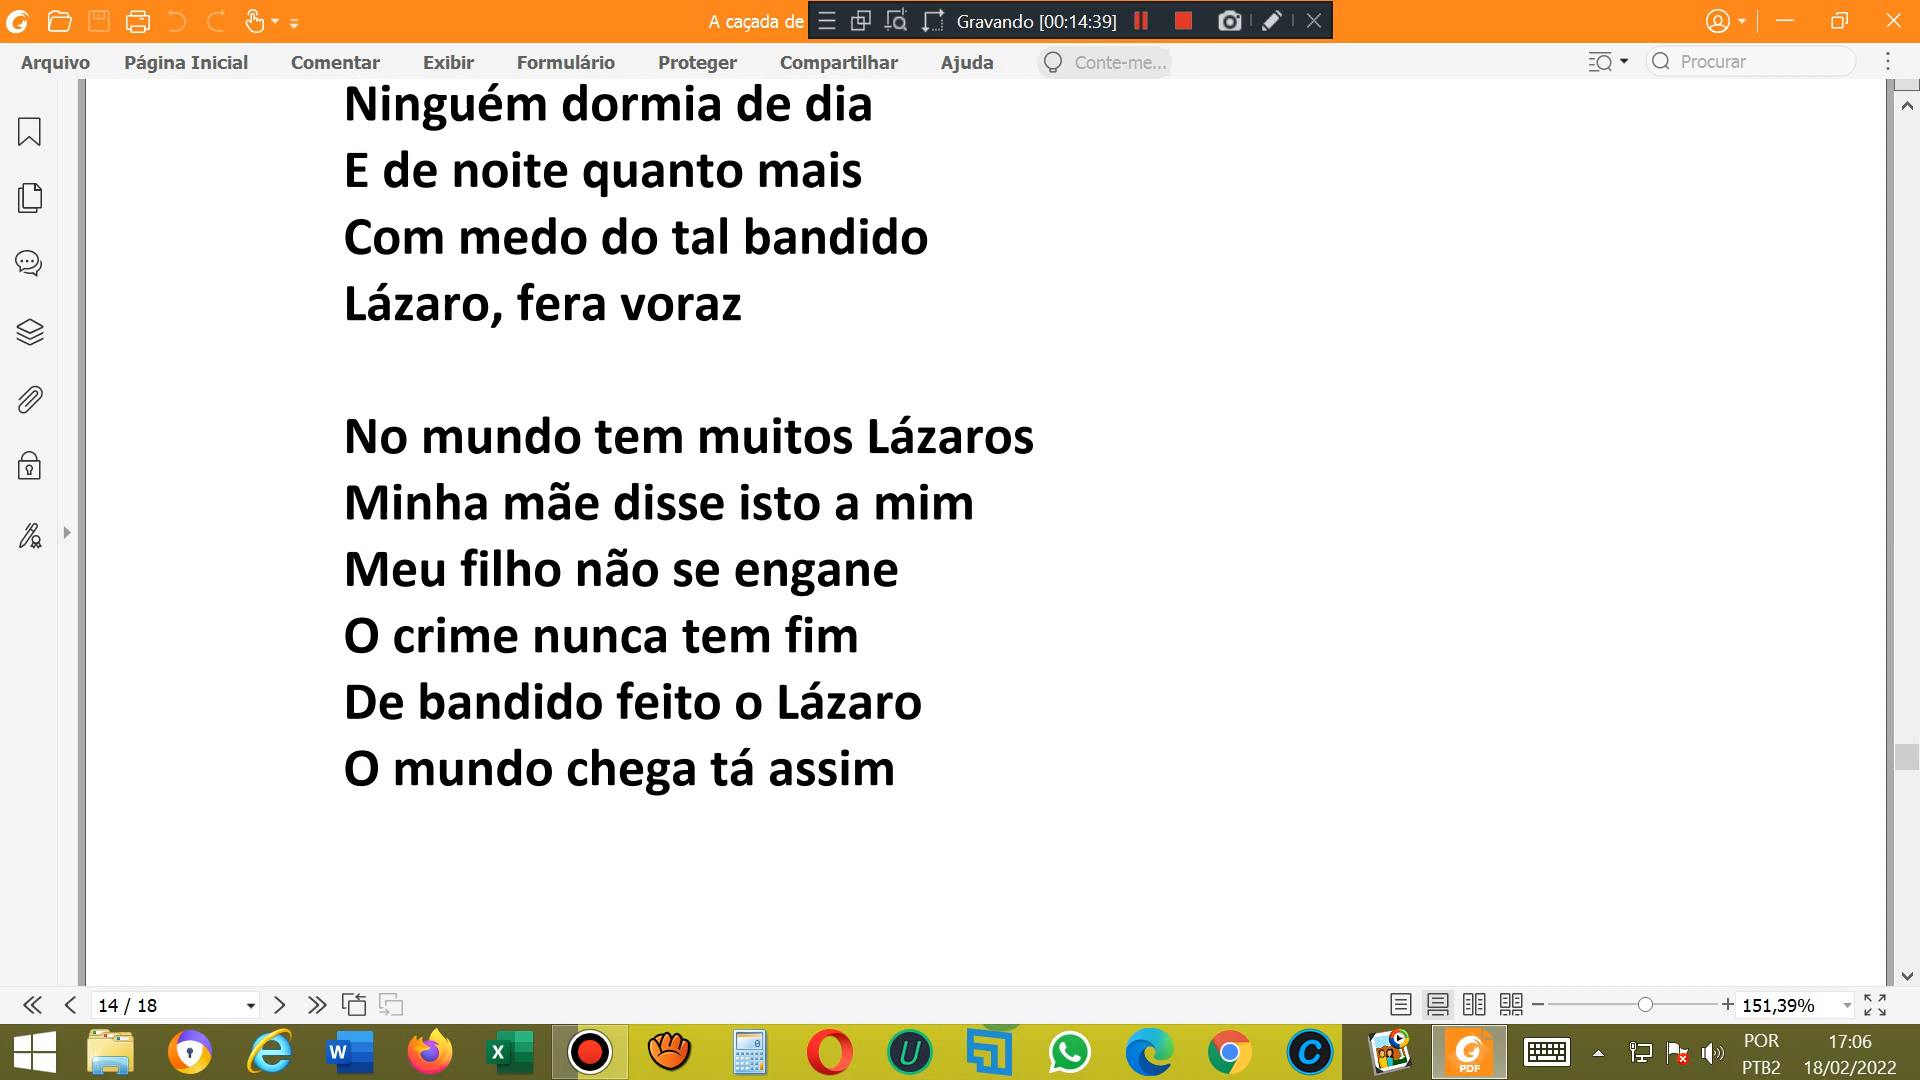 A caçada de
Gravando [00:14:39]
Arquivo Página Inicial Comentar Exibir Formulário Proteger Compartilhar Ajuda Conte-me... Procurar
Ninguém dormia de dia
E de noite quanto mais
Com medo do tal bandido
Lázaro, fera voraz
No mundo tem muitos Lázaros
Minha mãe disse isto a mim
Meu filho não se engane
O crime nunca tem fim
De bandido feito o Lázaro
O mundo chega tá assim
14 / 18
151,39%
POR
PTB2
17:06
18/02/2022
PDF